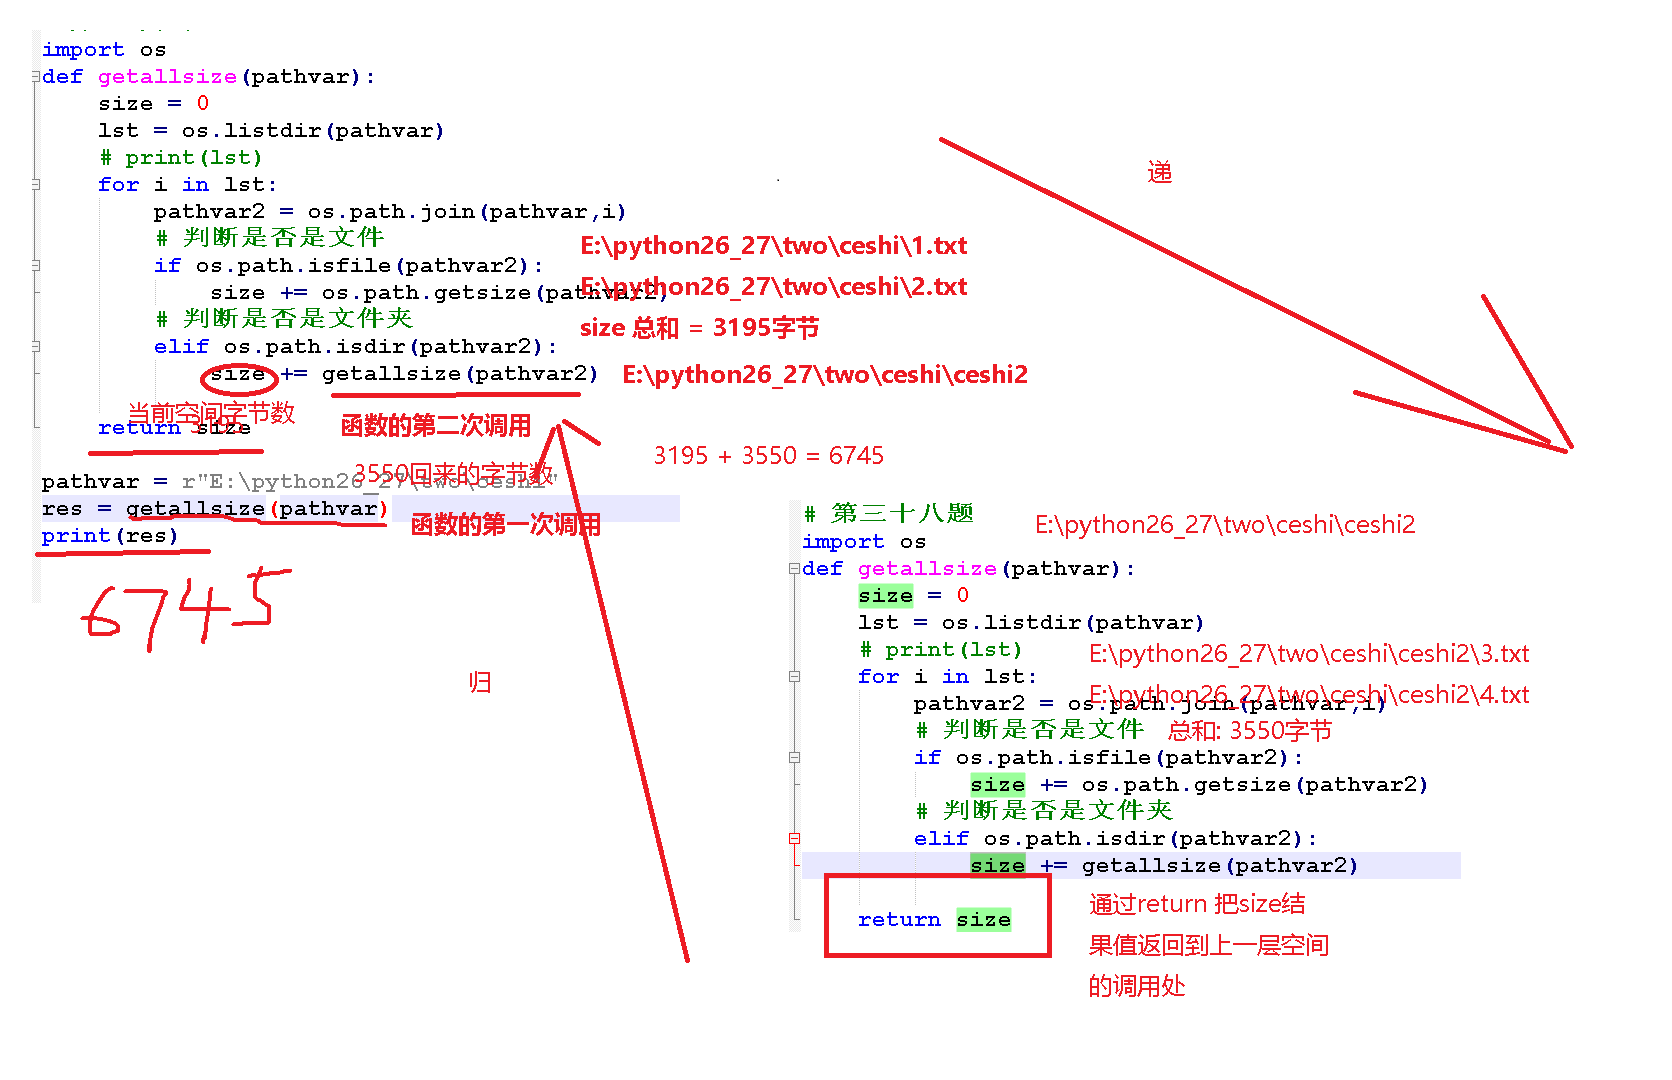 import os
def getallsize(pathvar):
size = 0
lst = os.listdir(pathvar)
# print(lst)
for i in lst:
pathvar2 = os.path.join(pathvar,i)
# 判断是否是文件
if os.path.isfile(pathvar2):
size += os.path.getsize(pathvar2)
# 判断是否是文件夹
elif os.path.isdir(pathvar2):
size += getallsize(pathvar2)
return size
pathvar = r"E:\python26_27\two\ceshi"
res = getallsize(pathvar)
print(res)
6745
E:\python26_27\two\ceshi\1.txt
E:\python26_27\two\ceshi\2.txt
size 总和 = 3195字节
E:\python26_27\two\ceshi\ceshi2
当前空间字节数
3195
函数的第二次调用
3550回来的字节数
3195 + 3550 = 6745
函数的第一次调用
递
归
# 第三十八题
E:\python26_27\two\ceshi\ceshi2
import os
def getallsize(pathvar):
size = 0
lst = os.listdir(pathvar)
# print(lst)
E:\python26_27\two\ceshi\ceshi2\3.txt
for i in lst:
E:\python26_27\two\ceshi\ceshi2\4.txt
pathvar2 = os.path.join(pathvar,i)
# 判断是否是文件
总和: 3550字节
if os.path.isfile(pathvar2):
size += os.path.getsize(pathvar2)
# 判断是否是文件夹
elif os.path.isdir(pathvar2):
size += getallsize(pathvar2)
return size
通过return 把size结
果值返回到上一层空间
的调用处